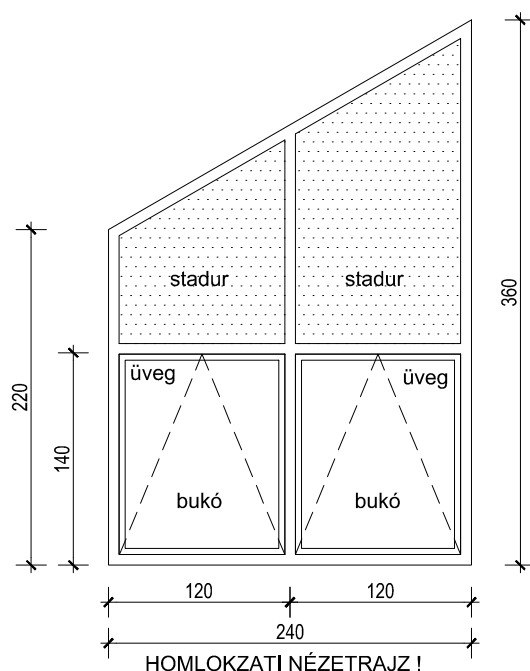 stadur
stadur
360
220
140
üveg
üveg
bukó
bukó
120
120
240
HOMLOKZATI NÉZETRAJZ !